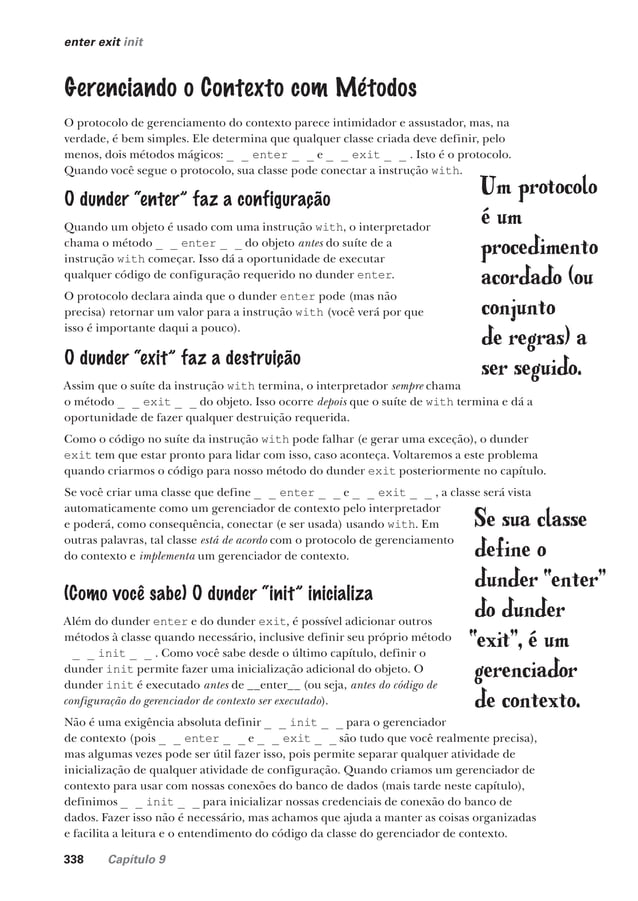 enter exit init
Gerenciando o Contexto com Métodos
O protocolo de gerenciamento do contexto parece intimidador e assustador, mas, na
verdade, é bem simples. Ele determina que qualquer classe criada deve definir, pelo
menos, dois métodos mágicos: _ _ enter _ _ e _ _ exit _ _ . Isto é o protocolo.
Quando você segue o protocolo, sua classe pode conectar a instrução with.
O dunder "enter" faz a configuração
Quando um objeto é usado com uma instrução with, o interpretador
chama o método _ _ enter _ _ do objeto antes do suíte de a
instrução with começar. Isso dá a oportunidade de executar
qualquer código de configuração requerido no dunder enter.
O protocolo declara ainda que o dunder enter pode (mas não
precisa) retornar um valor para a instrução with (você verá por que
isso é importante daqui a pouco).
Um protocolo
é um
procedimento
acordado (ou
conjunto
de regras) a
ser seguido.
O dunder "exit" faz a destruição
Assim que o suíte da instrução with termina, o interpretador sempre chama
o método _ _ exit _ _ do objeto. Isso ocorre depois que o suíte de with termina e dá a
oportunidade de fazer qualquer destruição requerida.
Como o código no suíte da instrução with pode falhar (e gerar uma exceção), o dunder
exit tem que estar pronto para lidar com isso, caso aconteça. Voltaremos a este problema
quando criarmos o código para nosso método do dunder exit posteriormente no capítulo.
Se você criar uma classe que define _ _ enter _ _ e _ _ exit _ _ , a classe será vista
automaticamente como um gerenciador de contexto pelo interpretador
e poderá, como consequência, conectar (e ser usada) usando with. Em
outras palavras, tal classe está de acordo com o protocolo de gerenciamento
do contexto e implementa um gerenciador de contexto.
Se sua classe
define o
dunder "enter"
do dunder
"exit", é um
gerenciador
de contexto.
(Como você sabe) O dunder "init" inicializa
Além do dunder enter e do dunder exit, é possível adicionar outros
métodos à classe quando necessário, inclusive definir seu próprio método
_ _ init _ _ . Como você sabe desde o último capítulo, definir o
dunder init permite fazer uma inicialização adicional do objeto. O
dunder init é executado antes de __enter__ (ou seja, antes do código de
configuração do gerenciador de contexto ser executado).
Não é uma exigência absoluta definir _ _ init _ _ para o gerenciador
de contexto (pois _ _ enter _ _ e _ _ exit _ _ são tudo que você realmente precisa),
mas algumas vezes pode ser útil fazer isso, pois permite separar qualquer atividade de
inicialização de qualquer atividade de configuração. Quando criamos um gerenciador de
contexto para usar com nossas conexões do banco de dados (mais tarde neste capítulo),
definimos _ _ init _ _ para inicializar nossas credenciais de conexão do banco de
dados. Fazer isso não é necessário, mas achamos que ajuda a manter as coisas organizadas
e facilita a leitura e o entendimento do código da classe do gerenciador de contexto.
338 Capítulo 9